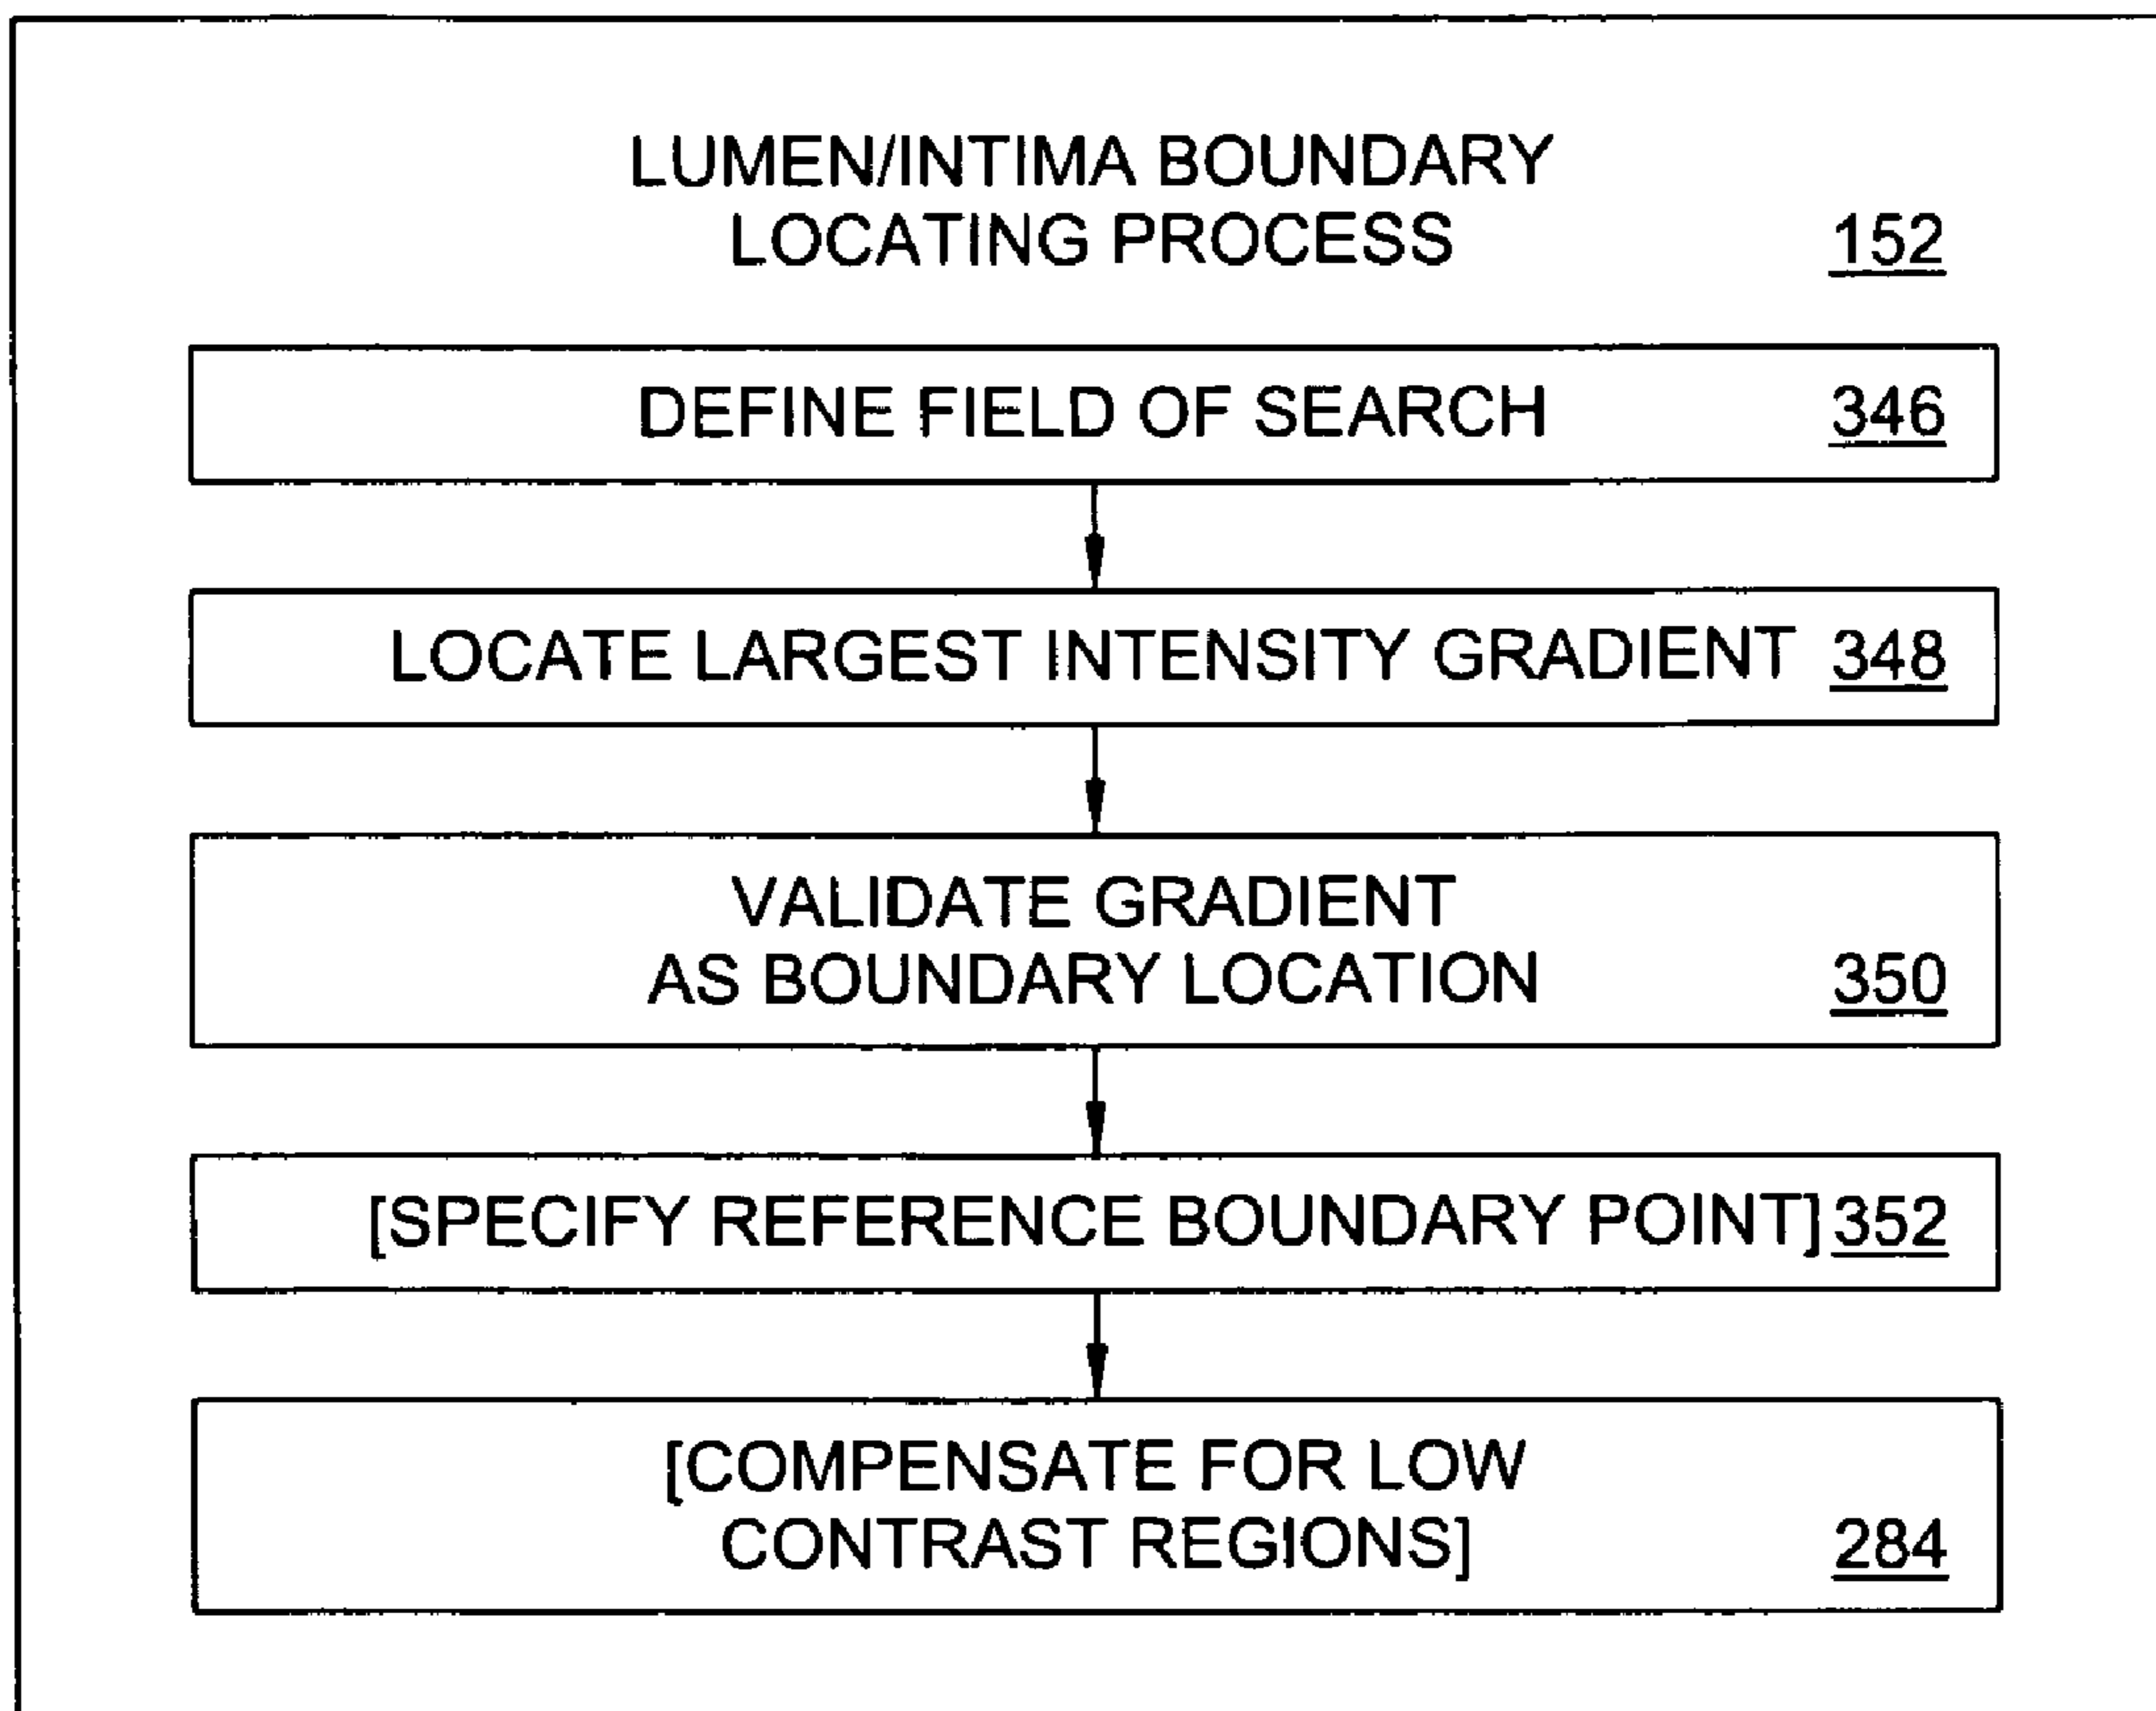 LUMEN/INTIMA BOUNDARY
LOCATING PROCESS 152
DEFINE FIELD OF SEARCH 346
LOCATE LARGEST INTENSITY GRADIENT 348
VALIDATE GRADIENT
AS BOUNDARY LOCATION 350
[SPECIFY REFERENCE BOUNDARY POINT] 352
[COMPENSATE FOR LOW
CONTRAST REGIONS] 284